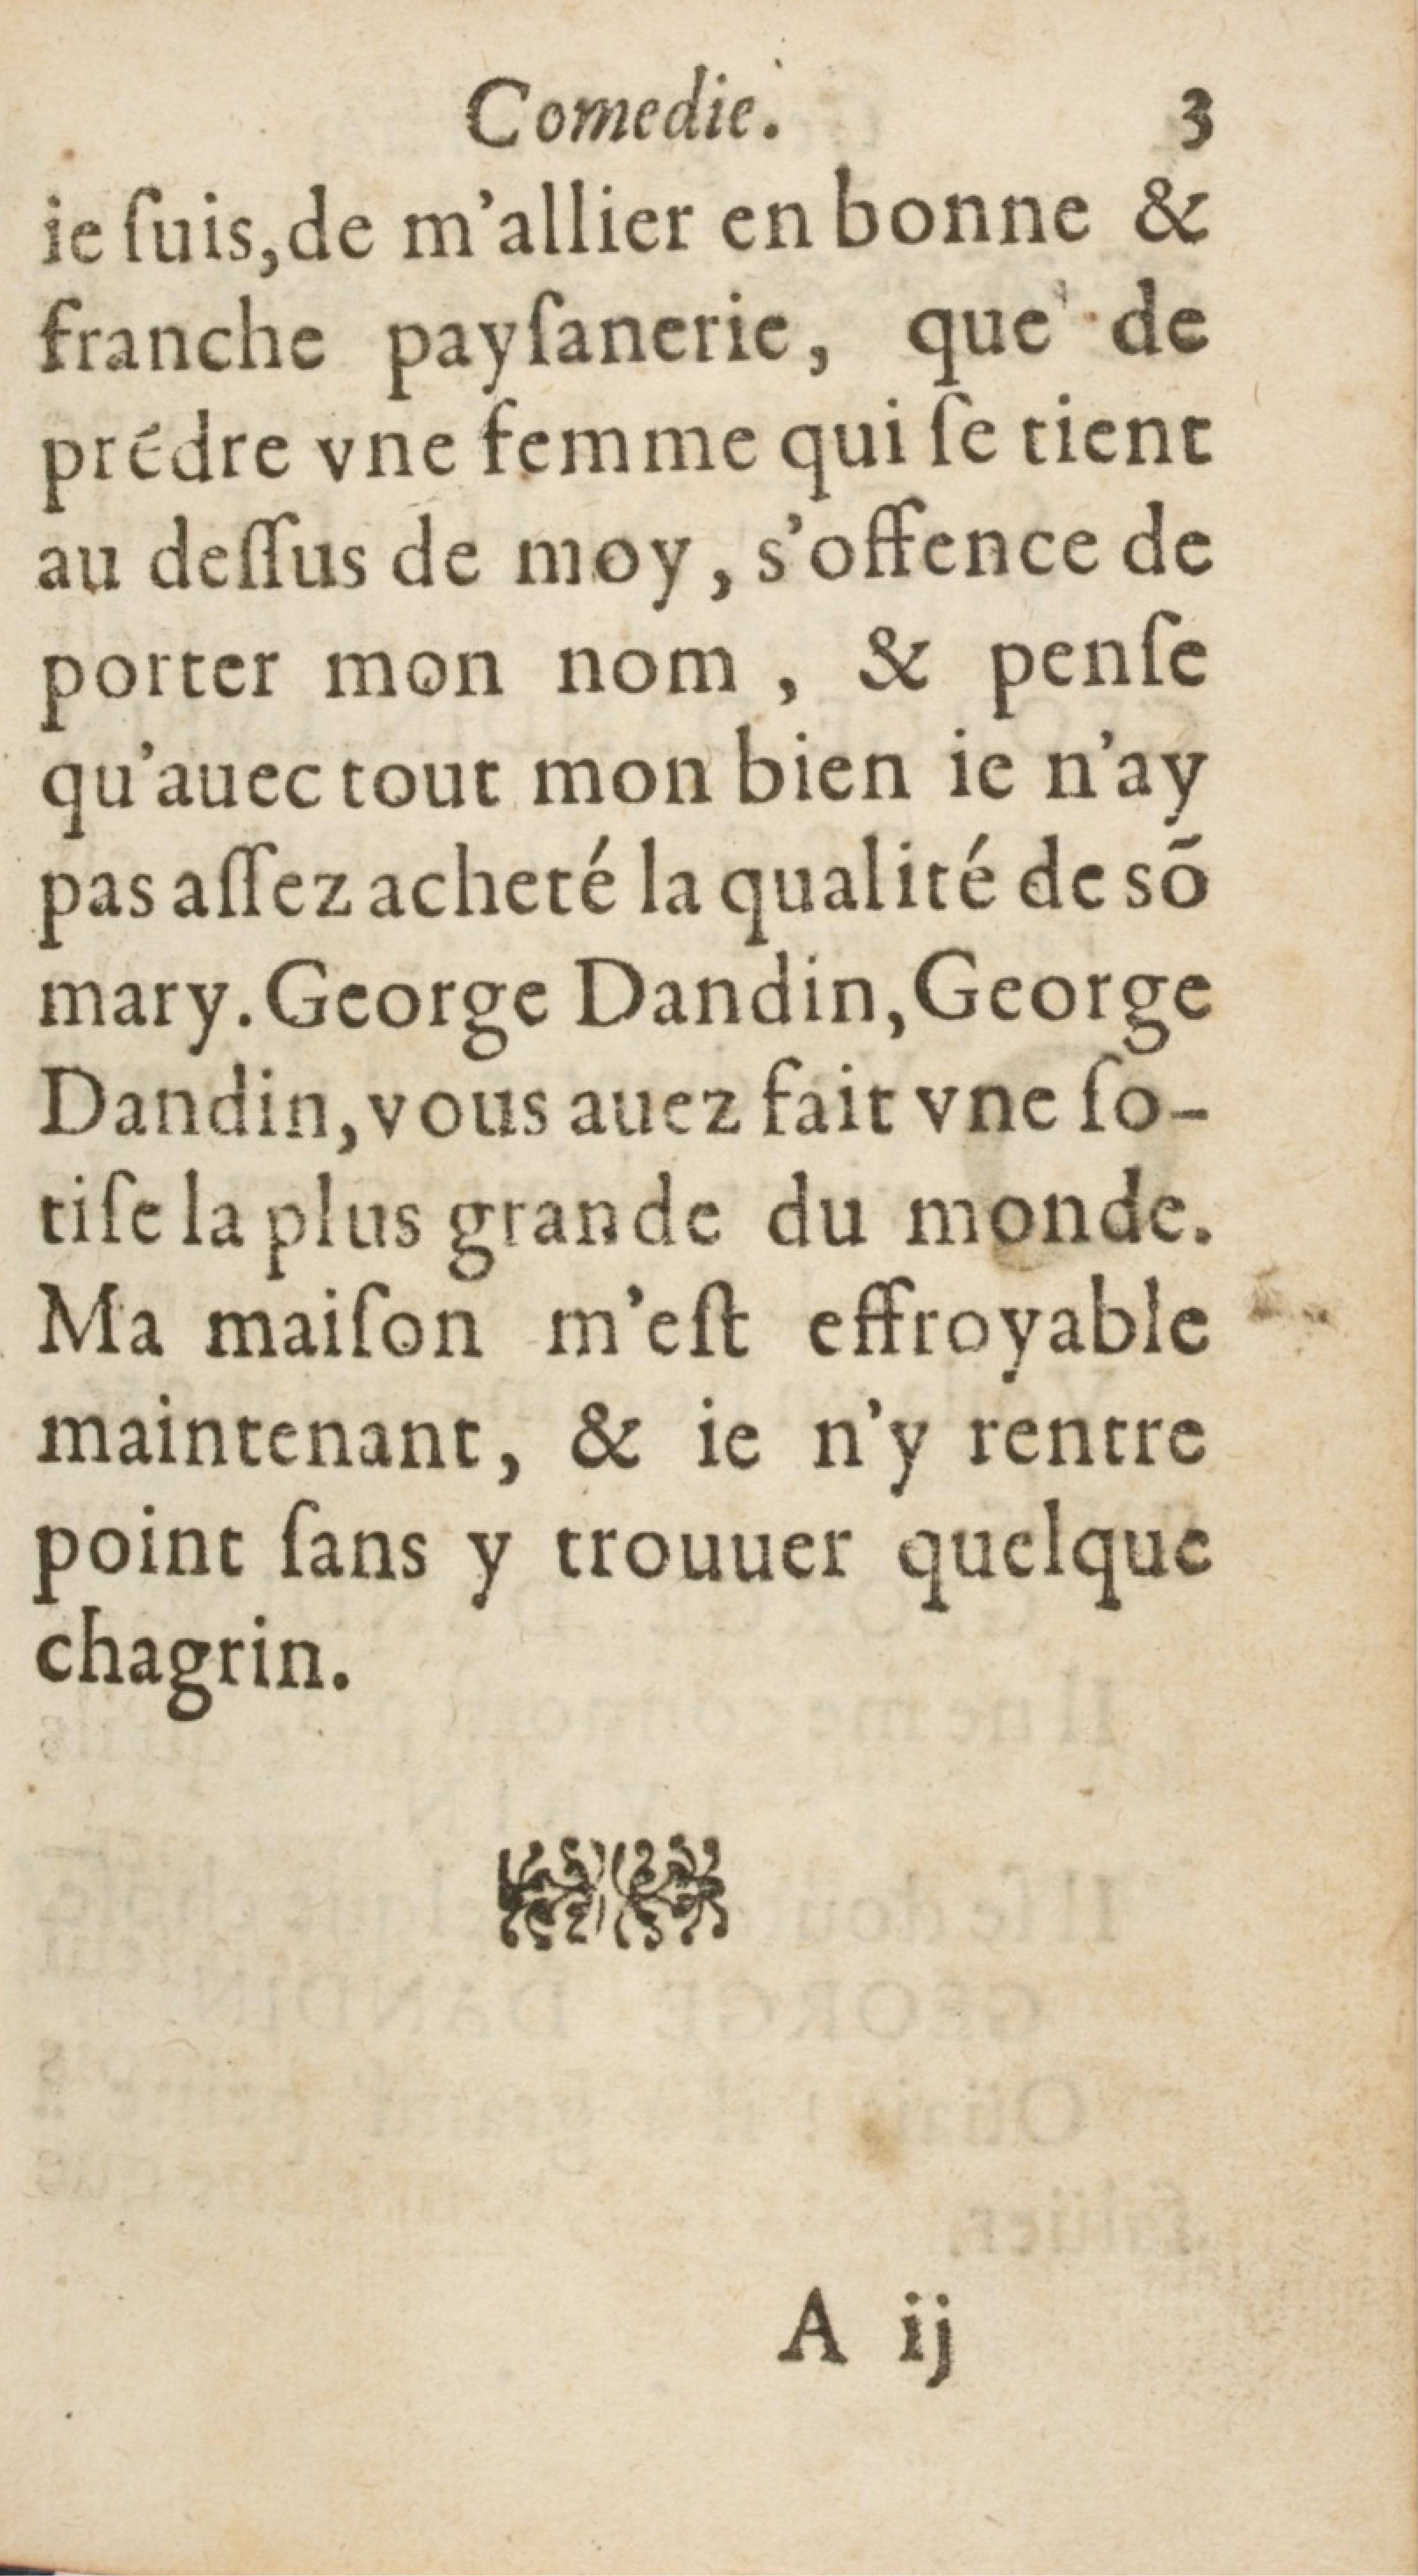 Comedie. 3
ie ſuis, de m'allier en bonne &
franche payſanerie, que de
prẽdre vne femme qui ſe tient
au deſſus de moy, s'offence de
porter mon nom, & penſe
qu'auec tout mon bien ie n'ay
pas aſſez acheté la qualité de sõ
mary. George Dandin, George
Dandin, vous auez fait vne ſo-
tiſe la plus grande du monde.
Ma maiſon m'eſt effroyable
maintenant, & ie n'y rentre
point ſans y trouuer quelque
chagrin.
A ij